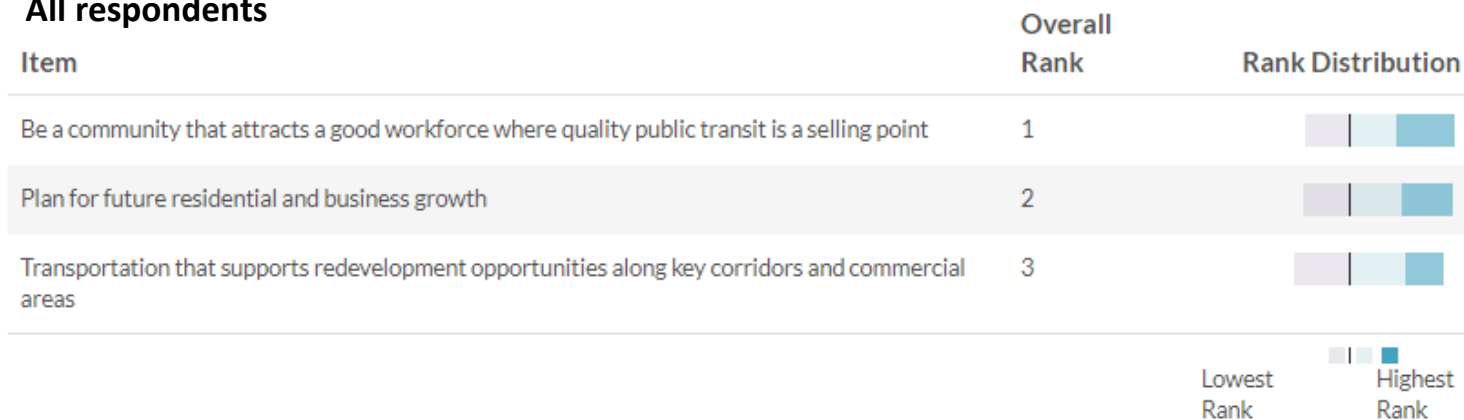 All respondents
Item
Overall
Rank
Rank Distribution
Be a community that attracts a good workforce where quality public transit is a selling point
1
Plan for future residential and business growth
2
Transportation that supports redevelopment opportunities along key corridors and commercial
areas
3
Lowest
Rank
Highest
Rank